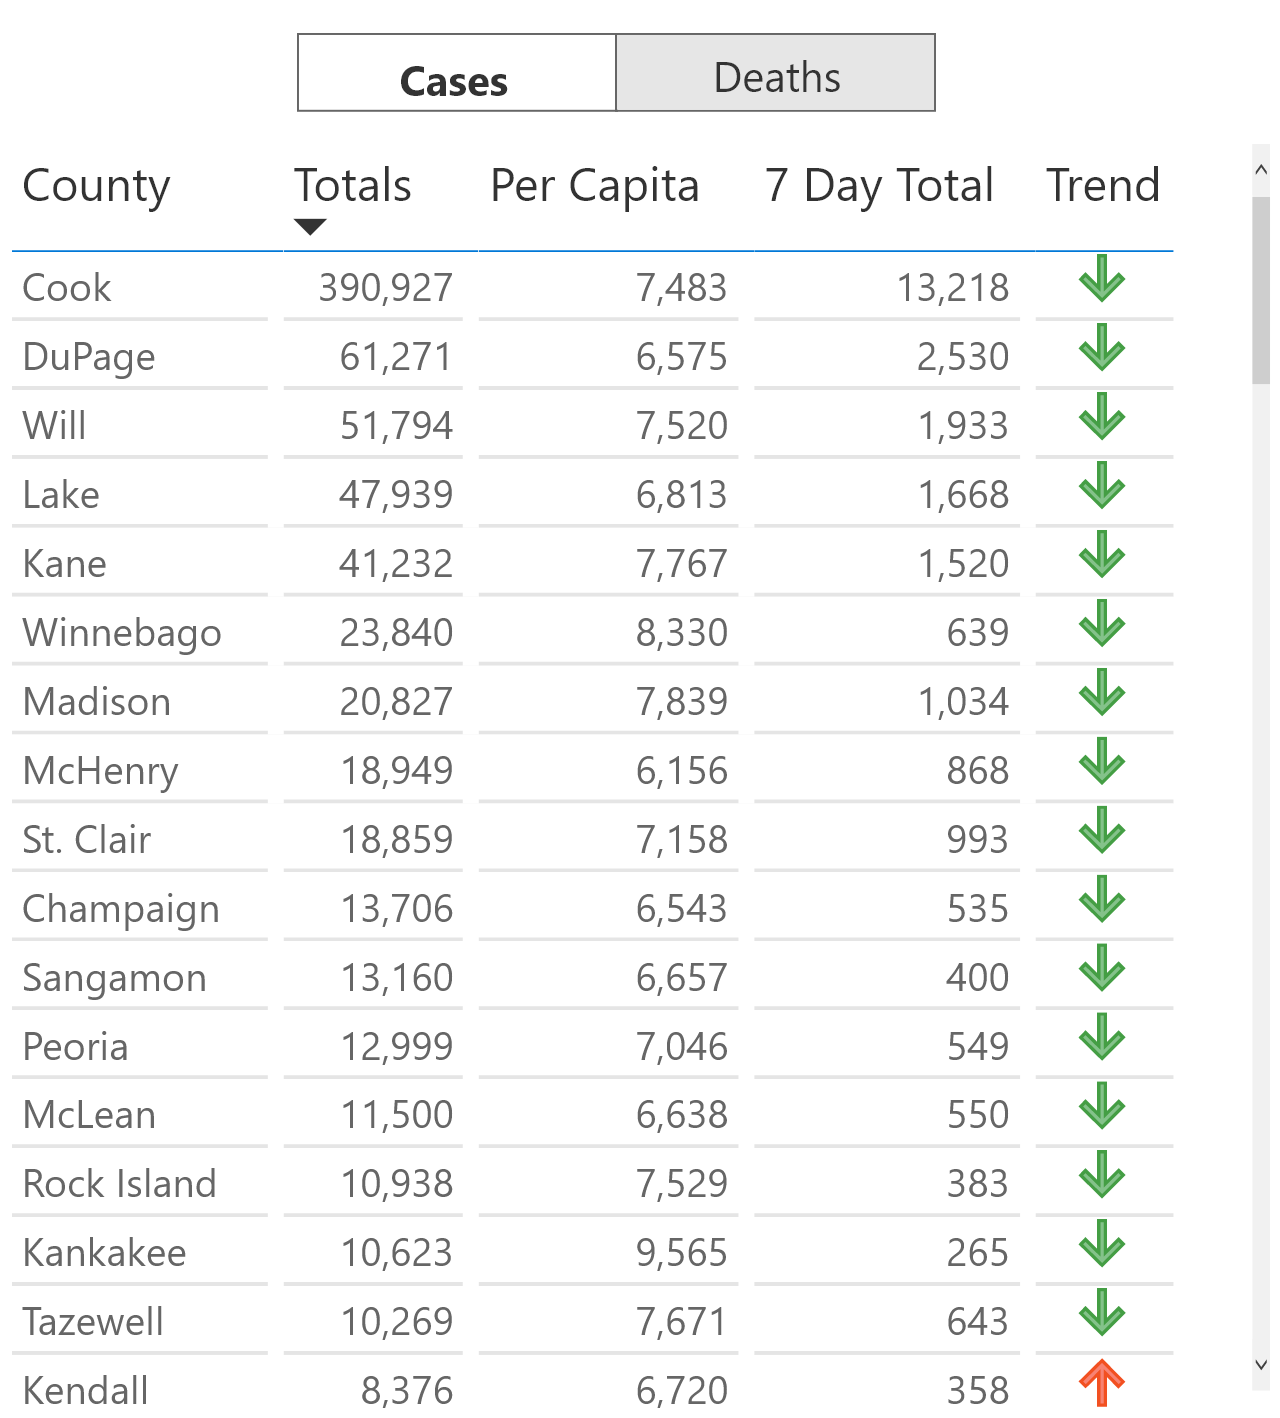 Cases Deaths
County Totals Per Capita 7 Day Total Trend
Cook 390,927 7,483 13,218
DuPage 61,271 6,575 2,530
Will 51,794 7,520 1,933
Lake 47,939 6,813 1,668
Kane 41,232 7,767 1,520
Winnebago 23,840 8,330 639
Madison 20,827 7,839 1,034
McHenry 18,949 6,156 868
St. Clair 18,859 7,158 993
Champaign 13,706 6,543 535
Sangamon 13,160 6,657 400
Peoria 12,999 7,046 549
McLean 11,500 6,638 550
Rock Island 10,938 7,529 383
Kankakee 10,623 9,565 265
Tazewell 10,269 7,671 643
Kendall 8,376 6,720 358